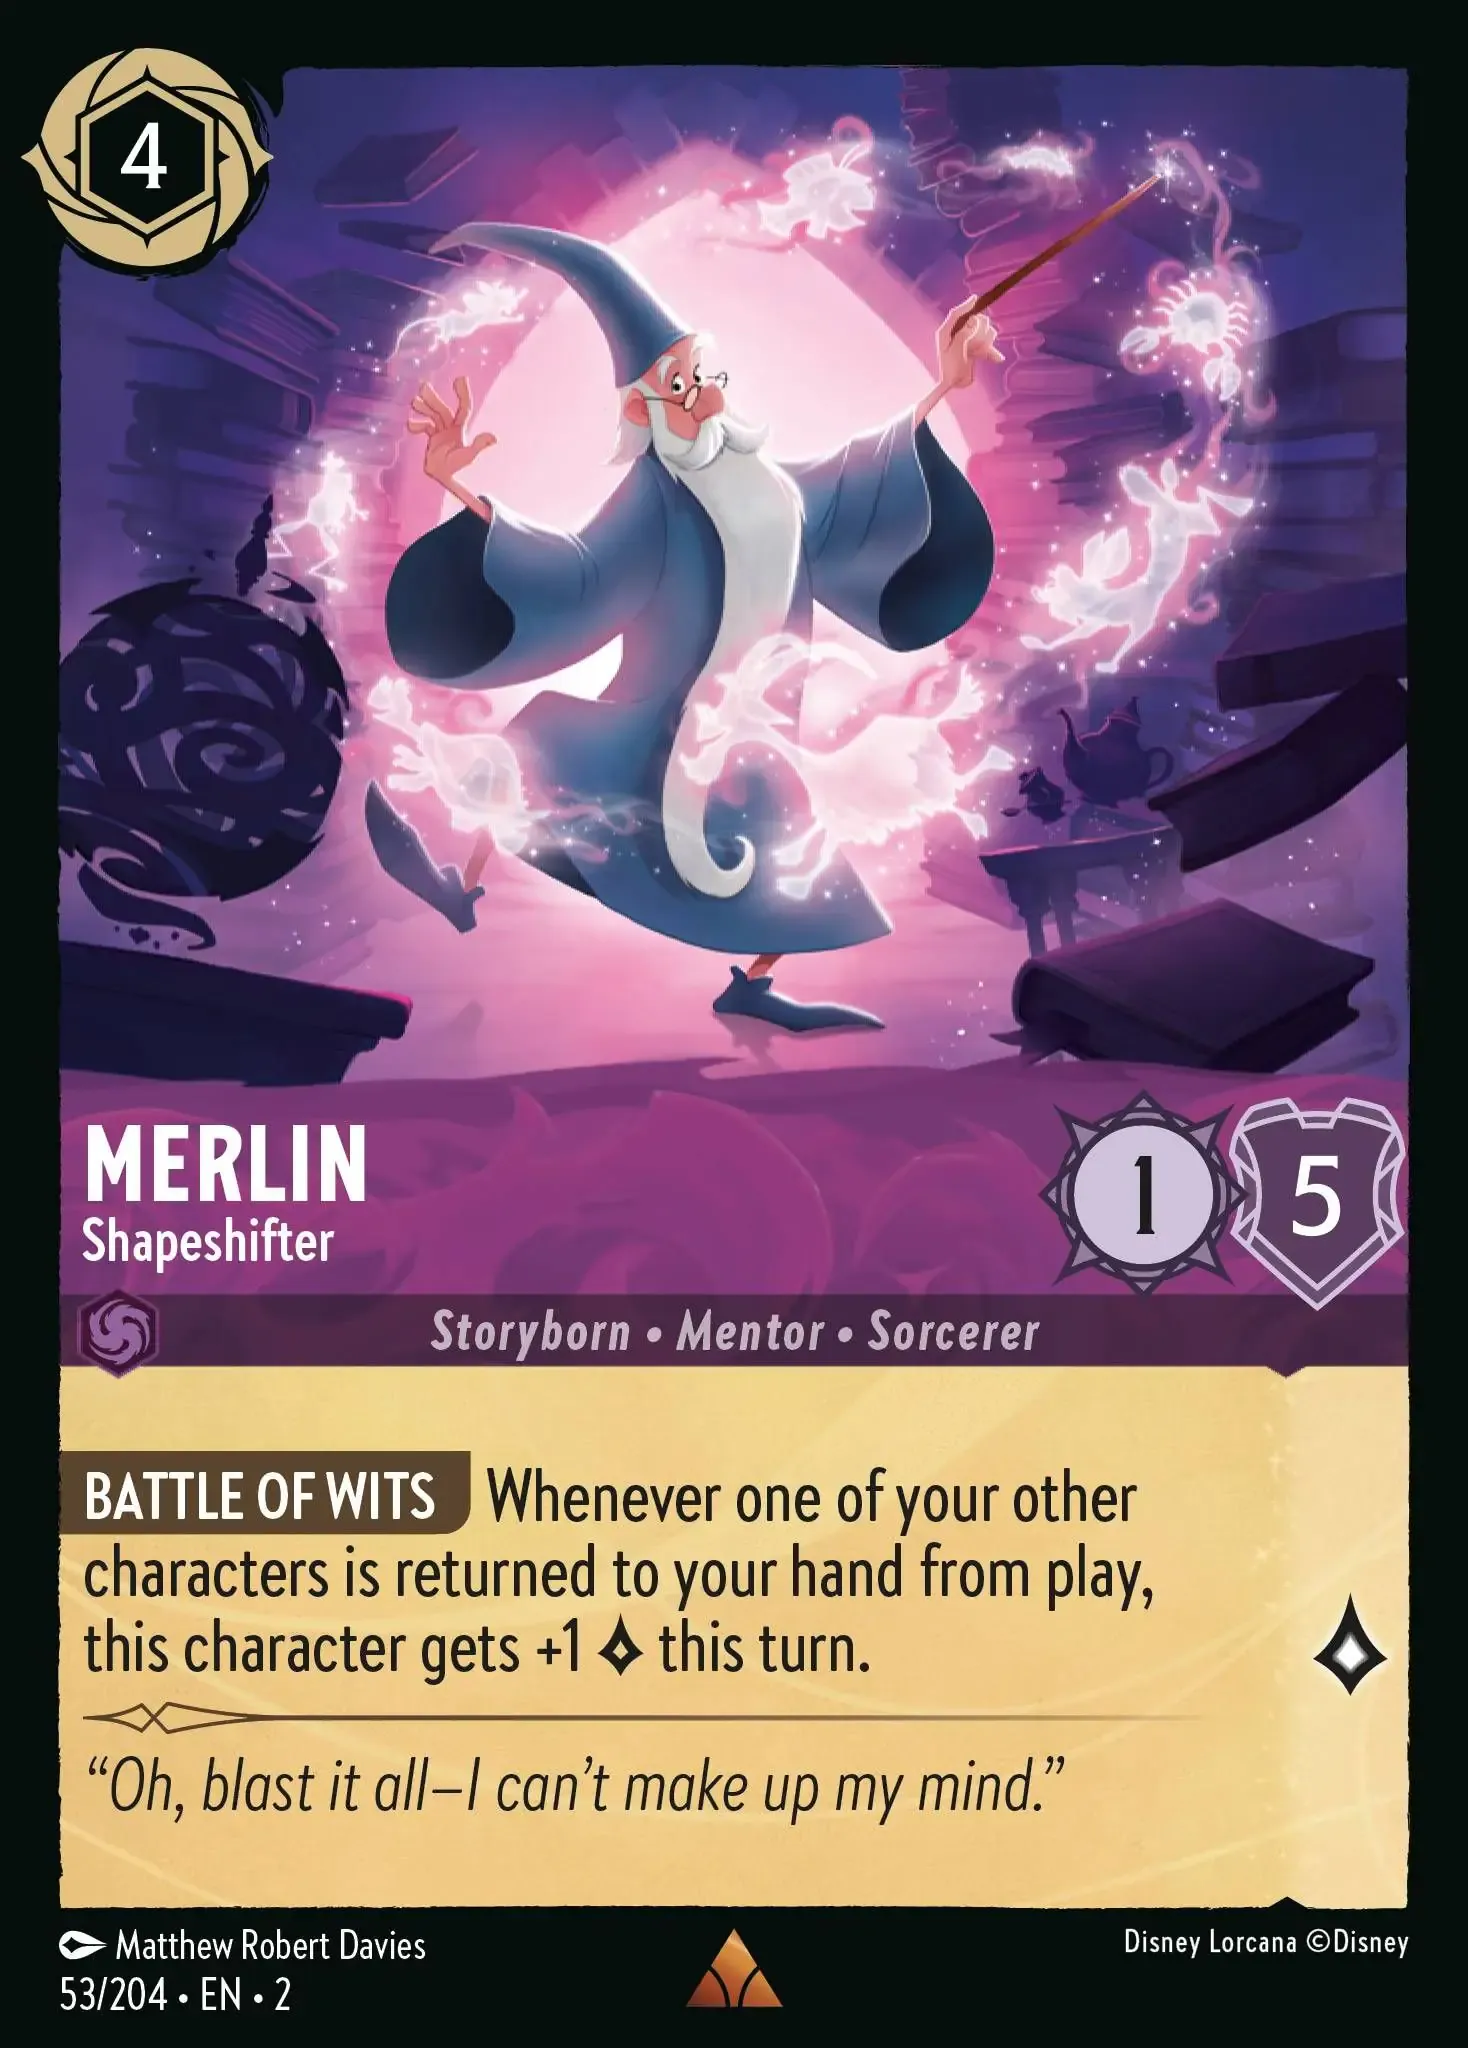 4
MERLIN
Shapeshifter
1
5
Storyborn • Mentor • Sorcerer
BATTLE OF WITS Whenever one of your other
characters is returned to your hand from play,
this character gets +1 this turn.
“Oh, blast it all–I can’t make up my mind.”
Matthew Robert Davies
53/204 • EN • 2
Disney Lorcana ©Disney